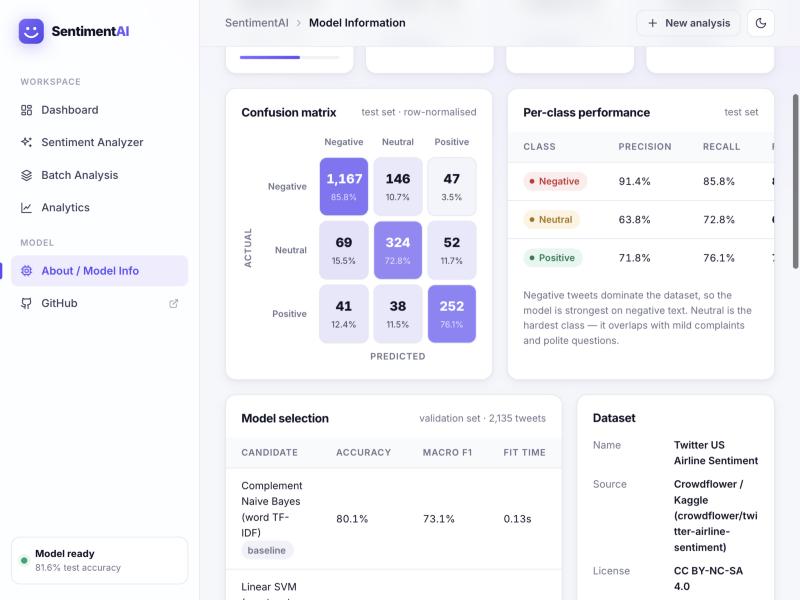 SentimentAI
WORKSPACE
Dashboard
Sentiment Analyzer
Batch Analysis
Analytics
MODEL
About / Model Info
GitHub
Model ready
81.6% test accuracy
SentimentAI > Model Information
New analysis
Confusion matrix test set · row-normalised
Negative Neutral Positive
Negative 1,167 146 47
85.8% 10.7% 3.5%
ACTUAL
Neutral 69 324 52
15.5% 72.8% 11.7%
Positive 41 38 252
12.4% 11.5% 76.1%
PREDICTED
Per-class performance test set
CLASS PRECISION RECALL
Negative 91.4% 85.8%
Neutral 63.8% 72.8%
Positive 71.8% 76.1%
Negative tweets dominate the dataset, so the
model is strongest on negative text. Neutral is the
hardest class — it overlaps with mild complaints
and polite questions.
Model selection validation set · 2,135 tweets
CANDIDATE ACCURACY MACRO F1 FIT TIME
Complement
Naive Bayes
(word TF-
IDF)
baseline
80.1% 73.1% 0.13s
Linear SVM
Dataset
Name Twitter US
Airline Sentiment
Source Crowdflower /
Kaggle
(crowdflower/twi
tter-airline-
sentiment)
License CC BY-NC-SA
4.0